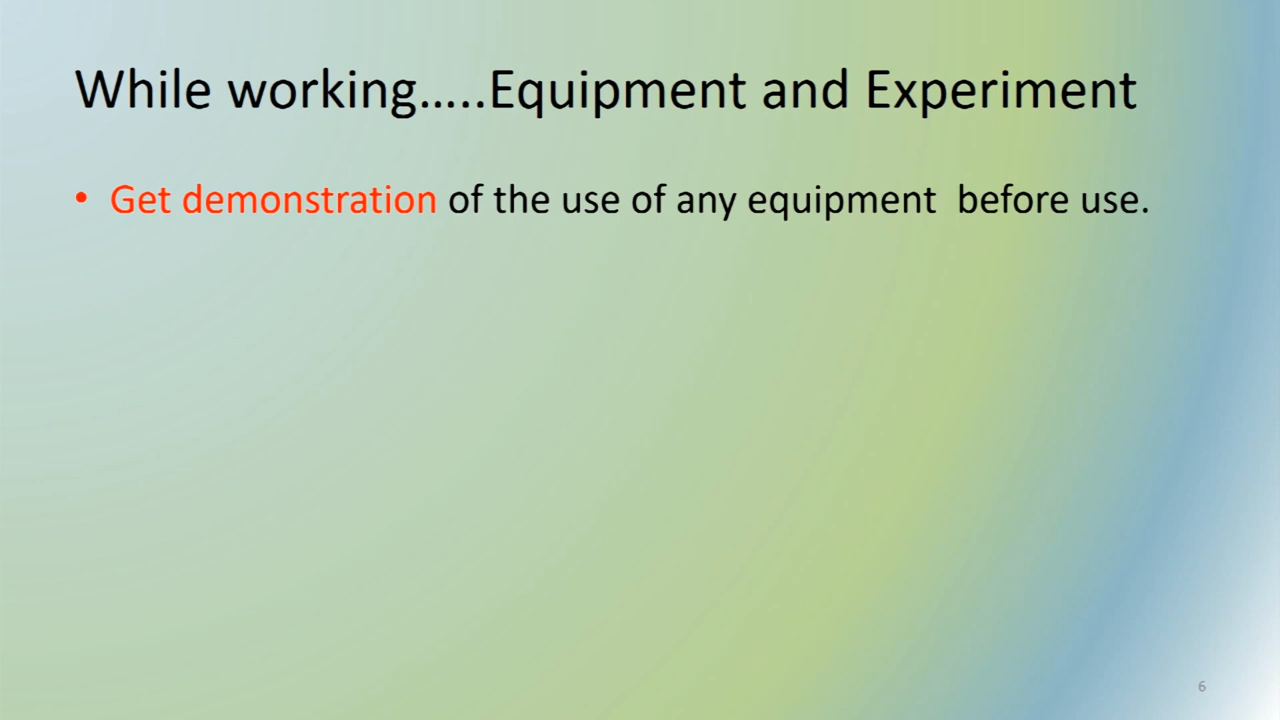 While working…..Equipment and Experiment
• Get demonstration of the use of any equipment  before use.
6